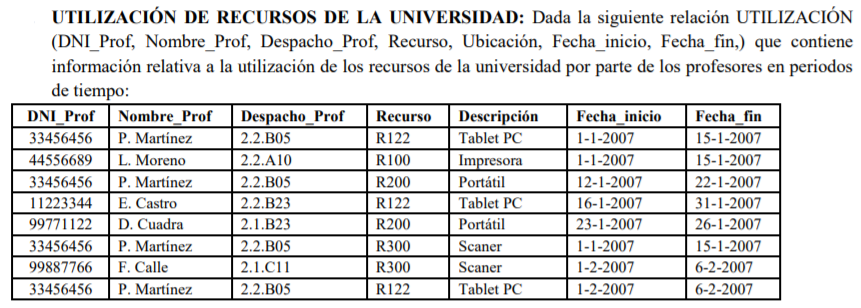 UTILIZACIÓN DE RECURSOS DE LA UNIVERSIDAD: Dada la siguiente relación UTILIZACIÓN
(DNI_Prof, Nombre_Prof, Despacho_Prof, Recurso, Ubicación, Fecha_inicio, Fecha_fin,) que contiene
información relativa a la utilización de los recursos de la universidad por parte de los profesores en periodos
de tiempo:
DNI_Prof Nombre_Prof Despacho_Prof Recurso Descripción Fecha_inicio Fecha_fin
33456456 P. Martínez 2.2.B05 R122 Tablet PC 1-1-2007 15-1-2007
44556689 L. Moreno 2.2.A10 R100 Impresora 1-1-2007 15-1-2007
33456456 P. Martínez 2.2.B05 R200 Portátil 12-1-2007 22-1-2007
11223344 E. Castro 2.2.B23 R122 Tablet PC 16-1-2007 31-1-2007
99771122 D. Cuadra 2.1.B23 R200 Portátil 23-1-2007 26-1-2007
33456456 P. Martínez 2.2.B05 R300 Scaner 1-1-2007 15-1-2007
99887766 F. Calle 2.1.C11 R300 Scaner 1-2-2007 6-2-2007
33456456 P. Martínez 2.2.B05 R122 Tablet PC 1-2-2007 6-2-2007